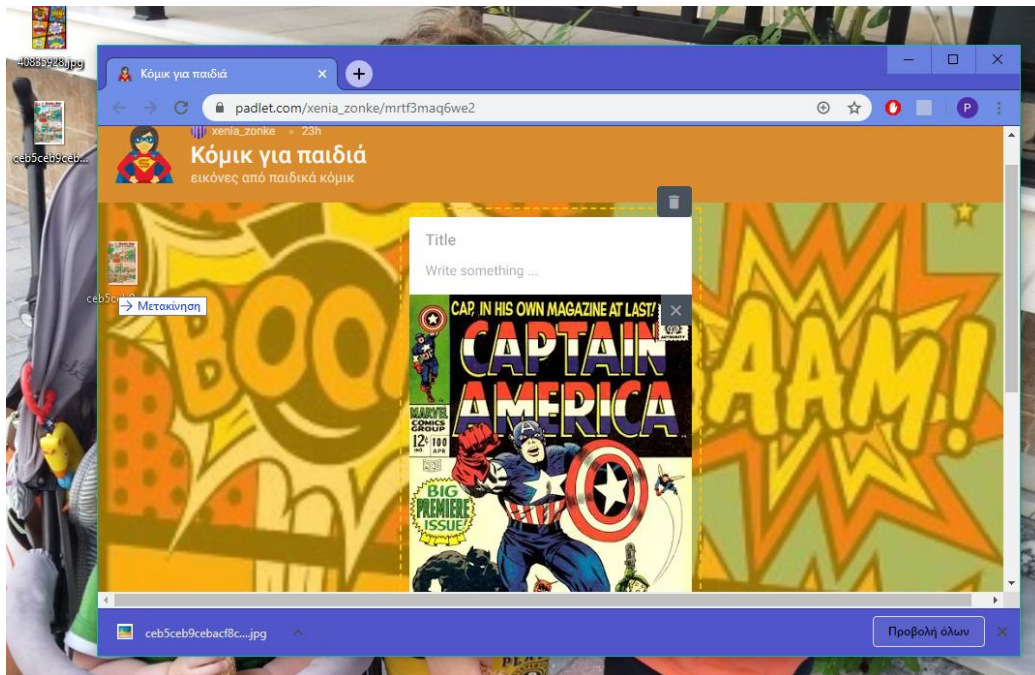 40835928.jpg
Κόμικ για παιδιά
padlet.com/xenia_zonke/mrtf3maq6we2
P
ceb5ceb9ceb...
xenia_zonke • 23h
Κόμικ για παιδιά
εικόνες από παιδικά κόμικ
Title
Write something ...
→ Μετακίνηση
CAP, IN HIS OWN MAGAZINE AT LAST!
CAPTAIN
AMERICA
MARVEL
COMICS
GROUP
12¢ 100
IND. APR
BIG
PREMIERE
ISSUE!
BOO
AAM!
ceb5ceb9cebacf8c....jpg
Προβολή όλων